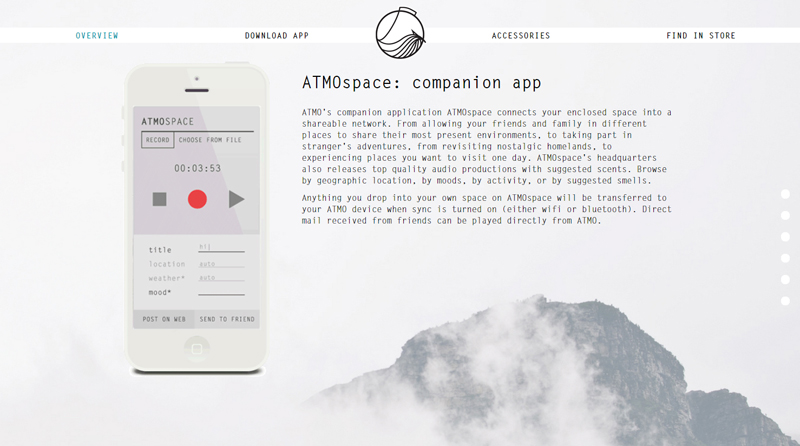 OVERVIEW
DOWNLOAD APP
ACCESSORIES
FIND IN STORE
ATMOspace: companion app
ATMO's companion application ATMOspace connects your enclosed space into a
shareable network. From allowing your friends and family in different
places to share their most present environments, to taking part in
stranger's adventures, from revisiting nostalgic homelands, to
experiencing places you want to visit one day. ATMOspace's headquarters
also releases top quality audio productions with suggested scents. Browse
by geographic location, by moods, by activity, or by suggested smells.
Anything you drop into your own space on ATMOspace will be transferred to
your ATMO device when sync is turned on (either wifi or bluetooth). Direct
mail received from friends can be played directly from ATMO.
ATMOSPACE
RECORD CHOOSE FROM FILE
00:03:53
title hi|
location auto
weather* auto
mood*
POST ON WEB SEND TO FRIEND